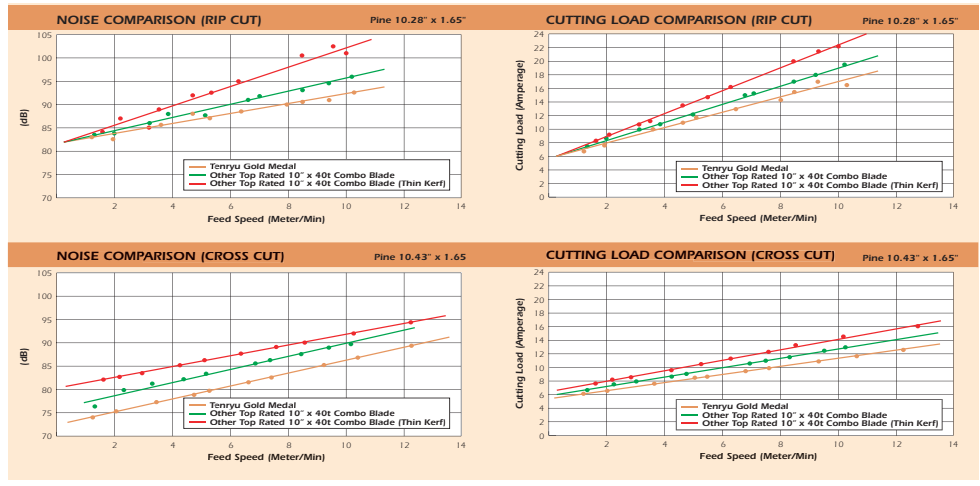 NOISE COMPARISON (RIP CUT) Pine 10.28" x 1.65"
105
100
95
90
85
80
75
70
(dB)
Tenryu Gold Medal
Other Top Rated 10" x 40t Combo Blade
Other Top Rated 10" x 40t Combo Blade (Thin Kerf)
2 4 6 8 10 12 14
Feed Speed (Meter/Min)
CUTTING LOAD COMPARISON (RIP CUT) Pine 10.28" x 1.65"
24
22
20
18
16
14
12
10
8
6
4
2
0
Cutting Load (Amperage)
Tenryu Gold Medal
Other Top Rated 10" x 40t Combo Blade
Other Top Rated 10" x 40t Combo Blade (Thin Kerf)
2 4 6 8 10 12 14
Feed Speed (Meter/Min)
NOISE COMPARISON (CROSS CUT) Pine 10.43" x 1.65
105
100
95
90
85
80
75
70
(dB)
Tenryu Gold Medal
Other Top Rated 10" x 40t Combo Blade
Other Top Rated 10" x 40t Combo Blade (Thin Kerf)
2 4 6 8 10 12 14
Feed Speed (Meter/Min)
CUTTING LOAD COMPARISON (CROSS CUT) Pine 10.43" x 1.65"
24
22
20
18
16
14
12
10
8
6
4
2
0
Cutting Load (Amperage)
Tenryu Gold Medal
Other Top Rated 10" x 40t Combo Blade
Other Top Rated 10" x 40t Combo Blade (Thin Kerf)
2 4 6 8 10 12 14
Feed Speed (Meter/Min)